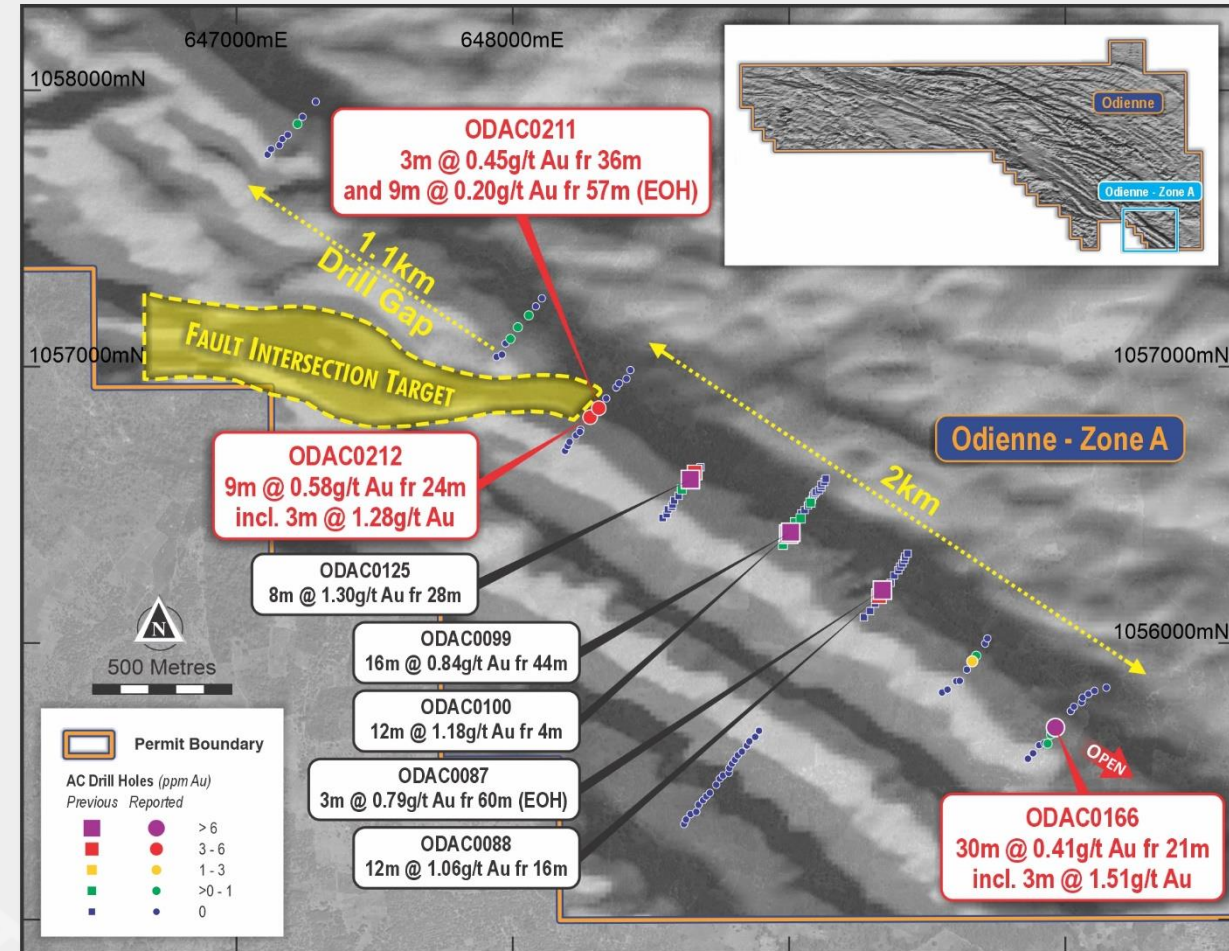 647000mE
648000mE
1058000mN
Odienne
Odienne - Zone A
ODAC0211
3m @ 0.45g/t Au fr 36m
and 9m @ 0.20g/t Au fr 57m (EOH)
1.1km
Drill Gap
1057000mN
1057000mN
FAULT INTERSECTION TARGET
Odienne - Zone A
2km
ODAC0212
9m @ 0.58g/t Au fr 24m
incl. 3m @ 1.28g/t Au
ODAC0125
8m @ 1.30g/t Au fr 28m
ODAC0099
16m @ 0.84g/t Au fr 44m
1056000mN
N
500 Metres
ODAC0100
12m @ 1.18g/t Au fr 4m
ODAC0087
3m @ 0.79g/t Au fr 60m (EOH)
ODAC0088
12m @ 1.06g/t Au fr 16m
OPEN
ODAC0166
30m @ 0.41g/t Au fr 21m
incl. 3m @ 1.51g/t Au
Permit Boundary
AC Drill Holes (ppm Au)
Previous Reported
> 6
3 - 6
1 - 3
>0 - 1
0